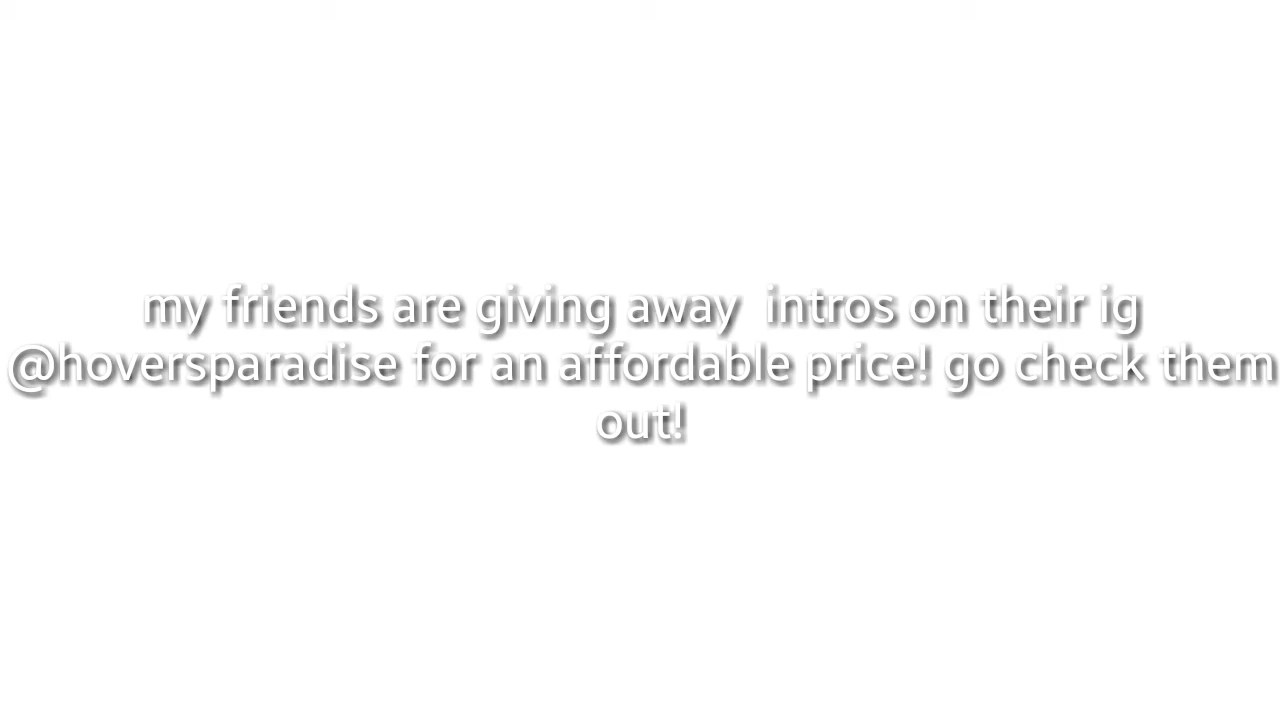 my friends are giving away  intros on their ig
@hoversparadise for an affordable price! go check them
out!